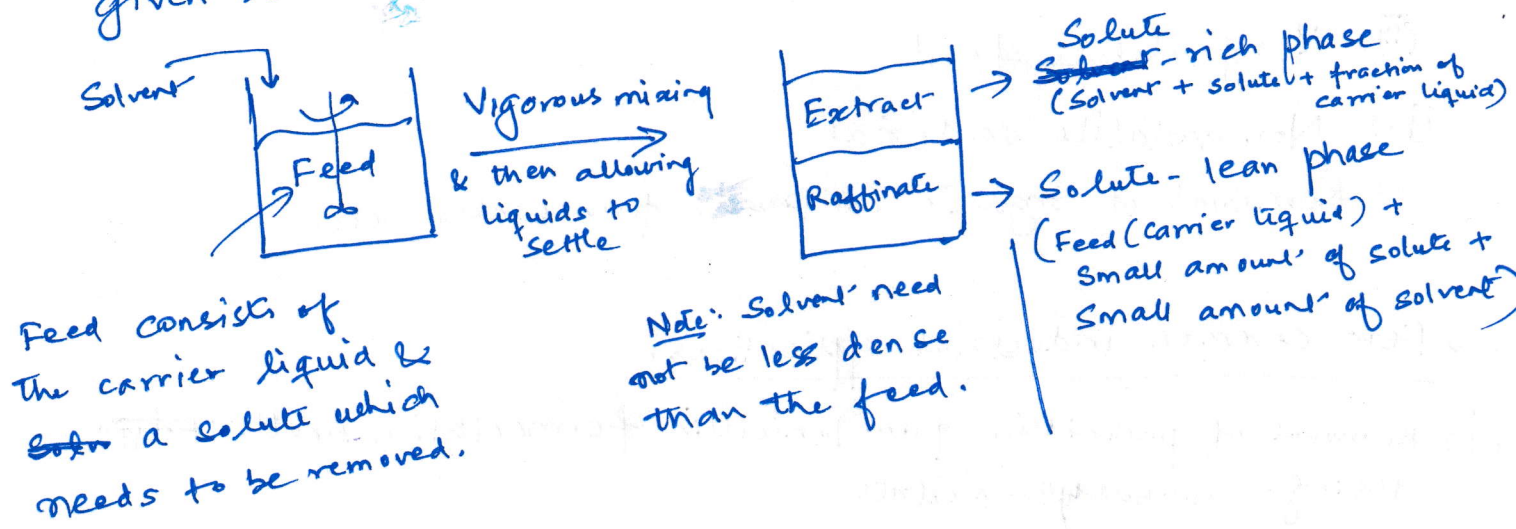 given
Solvent
Feed
Vigorous mixing
& then allowing
liquids to
settle
Extract
Raffinate
Solute
-rich phase
(Solvent + solute + fraction of
carrier liquid)
Solute-lean phase
(Feed (carrier liquid) +
small amount of solute +
small amount of solvent)
Feed consists of
the carrier liquid &
a solute which
needs to be removed.
Note: Solvent need
not be less dense
than the feed.